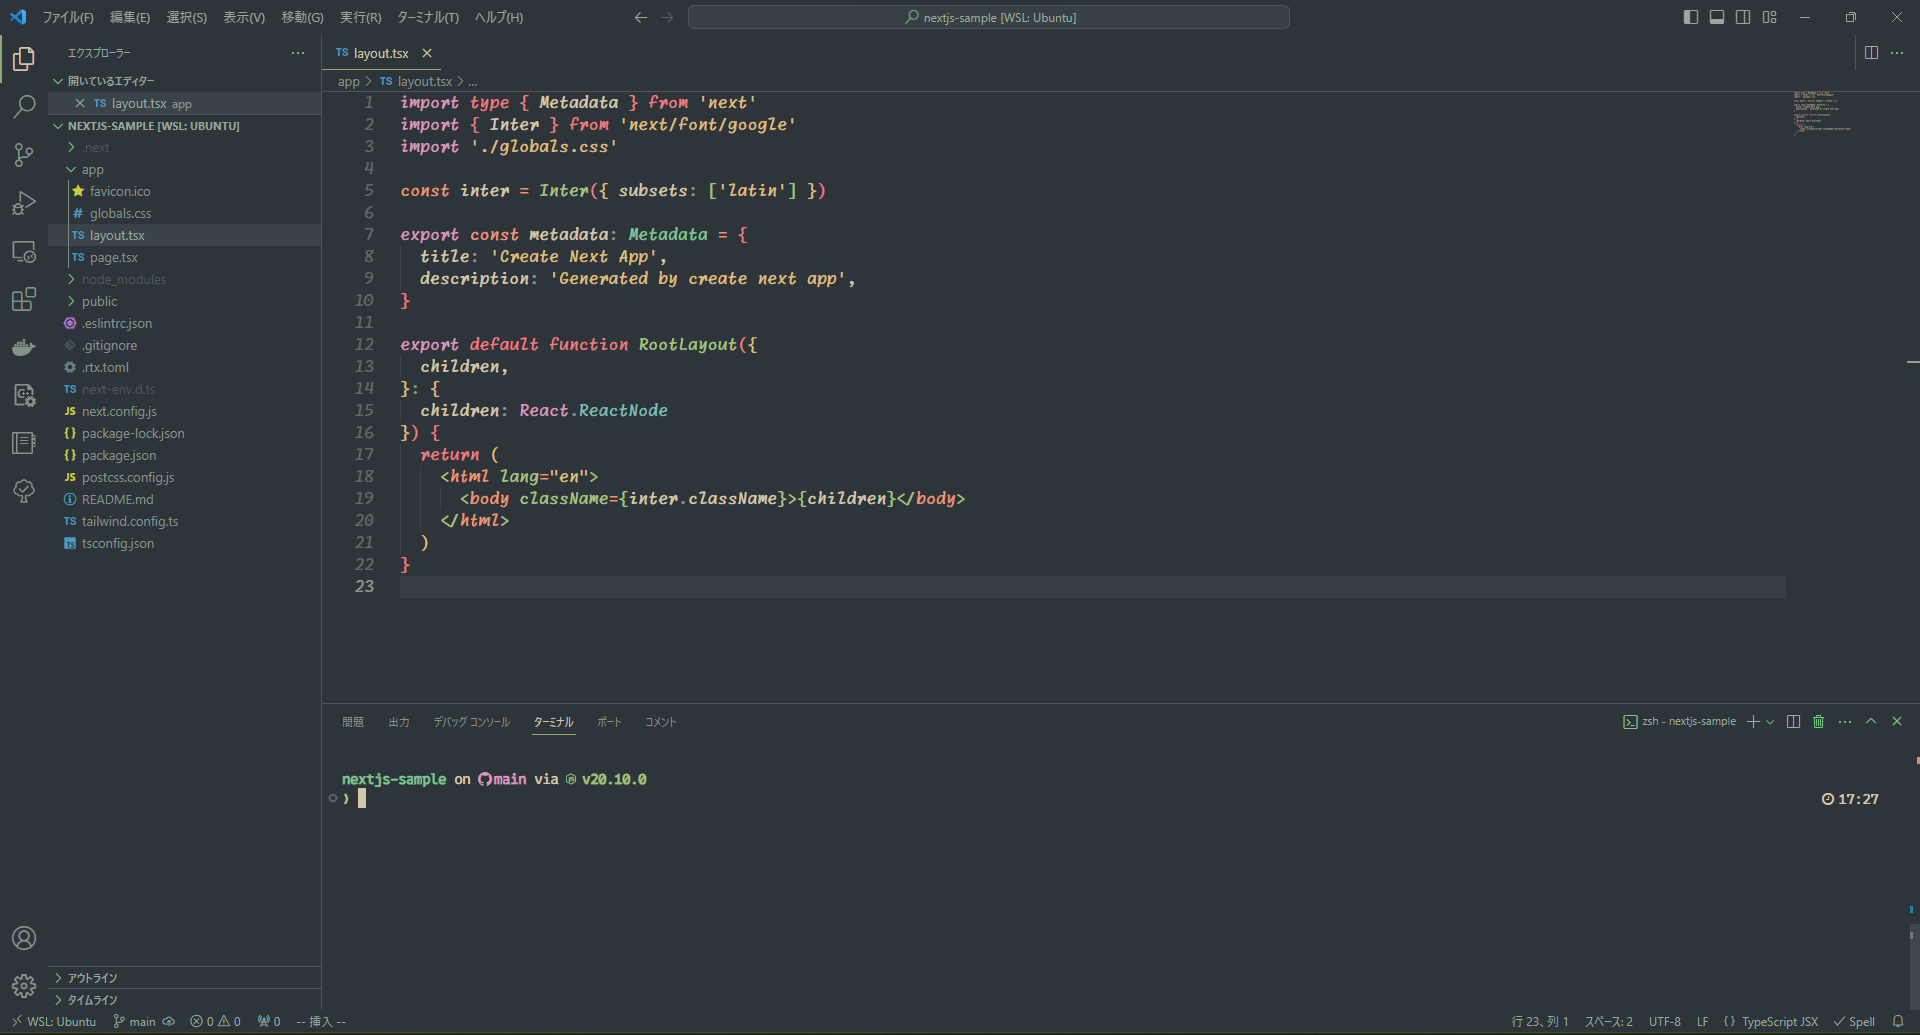 ファイル(F) 編集(E) 選択(S) 表示(V) 移動(G) 実行(R) ターミナル(T) ヘルプ(H)
nextjs-sample [WSL: Ubuntu]
エクスプローラー
開いているエディター
TS layout.tsx app
NEXTJS-SAMPLE [WSL: UBUNTU]
.next
app
favicon.ico
# globals.css
TS layout.tsx
TS page.tsx
node_modules
public
.eslintrc.json
.gitignore
.rtx.toml
TS next-env.d.ts
JS next.config.js
{} package-lock.json
{} package.json
JS postcss.config.js
README.md
TS tailwind.config.ts
TS tsconfig.json
アウトライン
タイムライン
TS layout.tsx
app > TS layout.tsx > ...
1 import type { Metadata } from 'next'
2 import { Inter } from 'next/font/google'
3 import './globals.css'
4
5 const inter = Inter({ subsets: ['latin'] })
6
7 export const metadata: Metadata = {
8 title: 'Create Next App',
9 description: 'Generated by create next app',
10 }
11
12 export default function RootLayout({
13 children,
14 }: {
15 children: React.ReactNode
16 }) {
17 return (
18 <html lang="en">
19 <body className={inter.className}>{children}</body>
20 </html>
21 )
22 }
23
問題 出力 デバッグ コンソール ターミナル ポート コメント
zsh - nextjs-sample
nextjs-sample on main via v20.10.0
❯
17:27
WSL: Ubuntu main 0 0 0 -- 挿入 --
行 23、列 1 スペース: 2 UTF-8 LF {} TypeScript JSX Spell